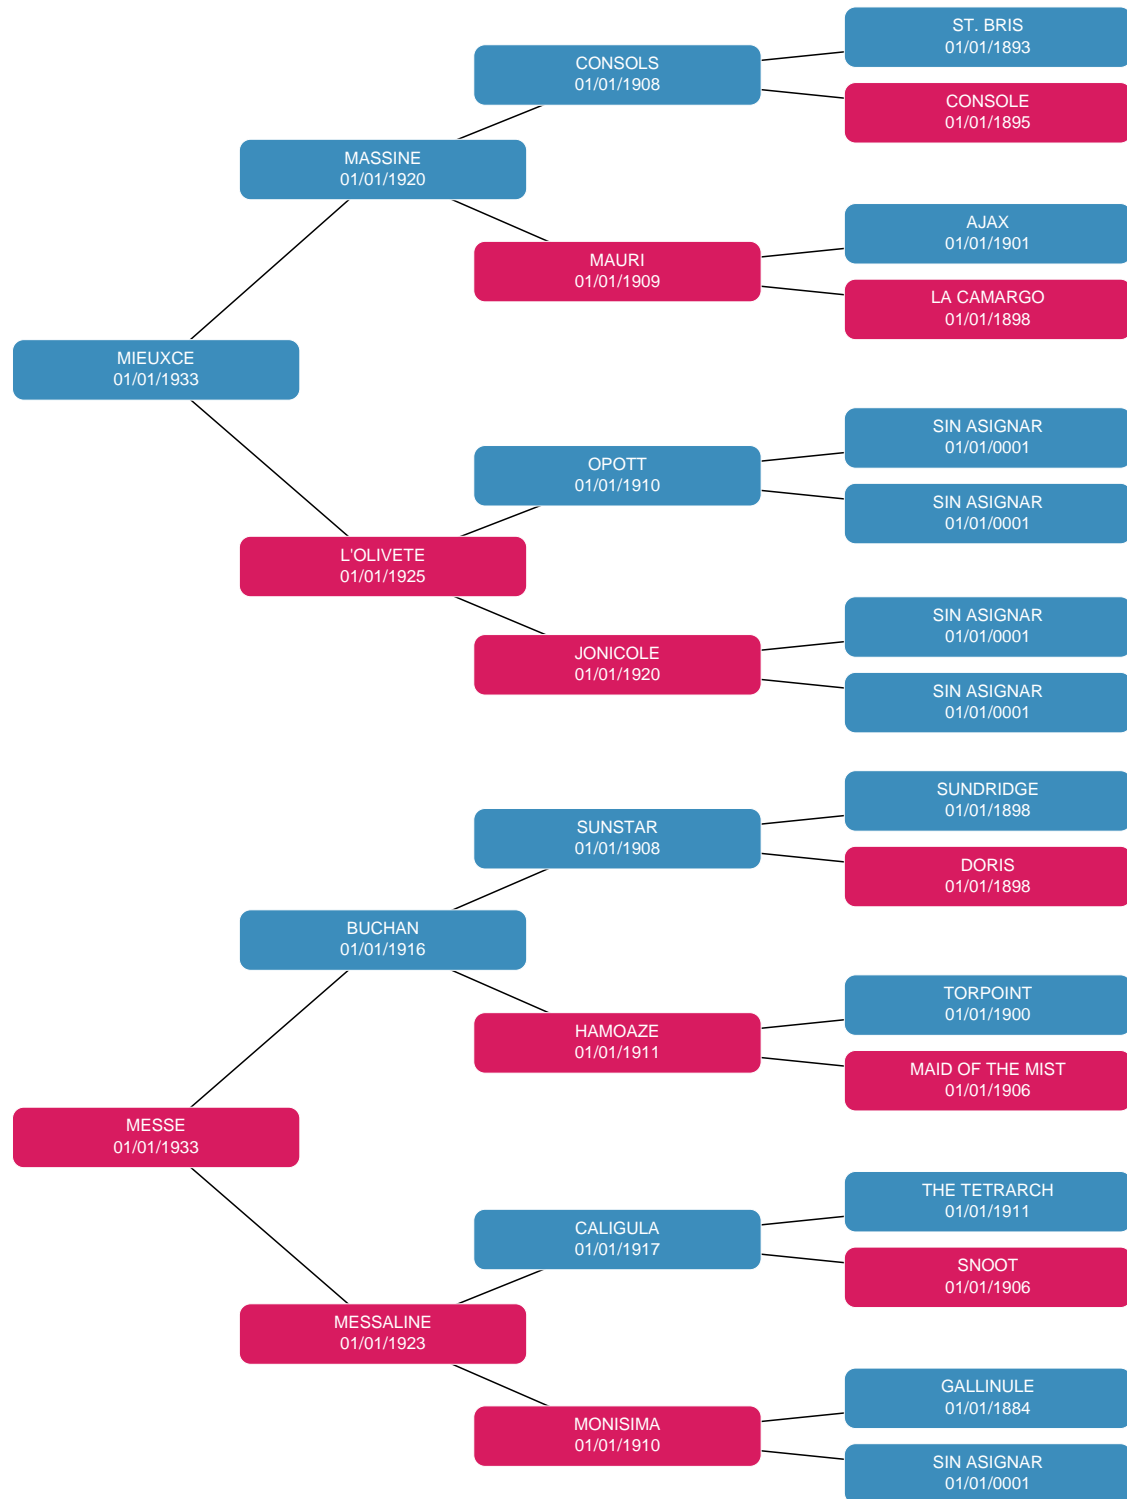 ST. BRIS
01/01/1893
CONSOLS
01/01/1908
CONSOLE
01/01/1895
MASSINE
01/01/1920
AJAX
01/01/1901
MAURI
01/01/1909
LA CAMARGO
01/01/1898
MIEUXCE
01/01/1933
SIN ASIGNAR
01/01/0001
OPOTT
01/01/1910
SIN ASIGNAR
01/01/0001
L'OLIVETE
01/01/1925
SIN ASIGNAR
01/01/0001
JONICOLE
01/01/1920
SIN ASIGNAR
01/01/0001
SUNDRIDGE
01/01/1898
SUNSTAR
01/01/1908
DORIS
01/01/1898
BUCHAN
01/01/1916
TORPOINT
01/01/1900
HAMOAZE
01/01/1911
MAID OF THE MIST
01/01/1906
MESSE
01/01/1933
THE TETRARCH
01/01/1911
CALIGULA
01/01/1917
SNOOT
01/01/1906
MESSALINE
01/01/1923
GALLINULE
01/01/1884
MONISIMA
01/01/1910
SIN ASIGNAR
01/01/0001